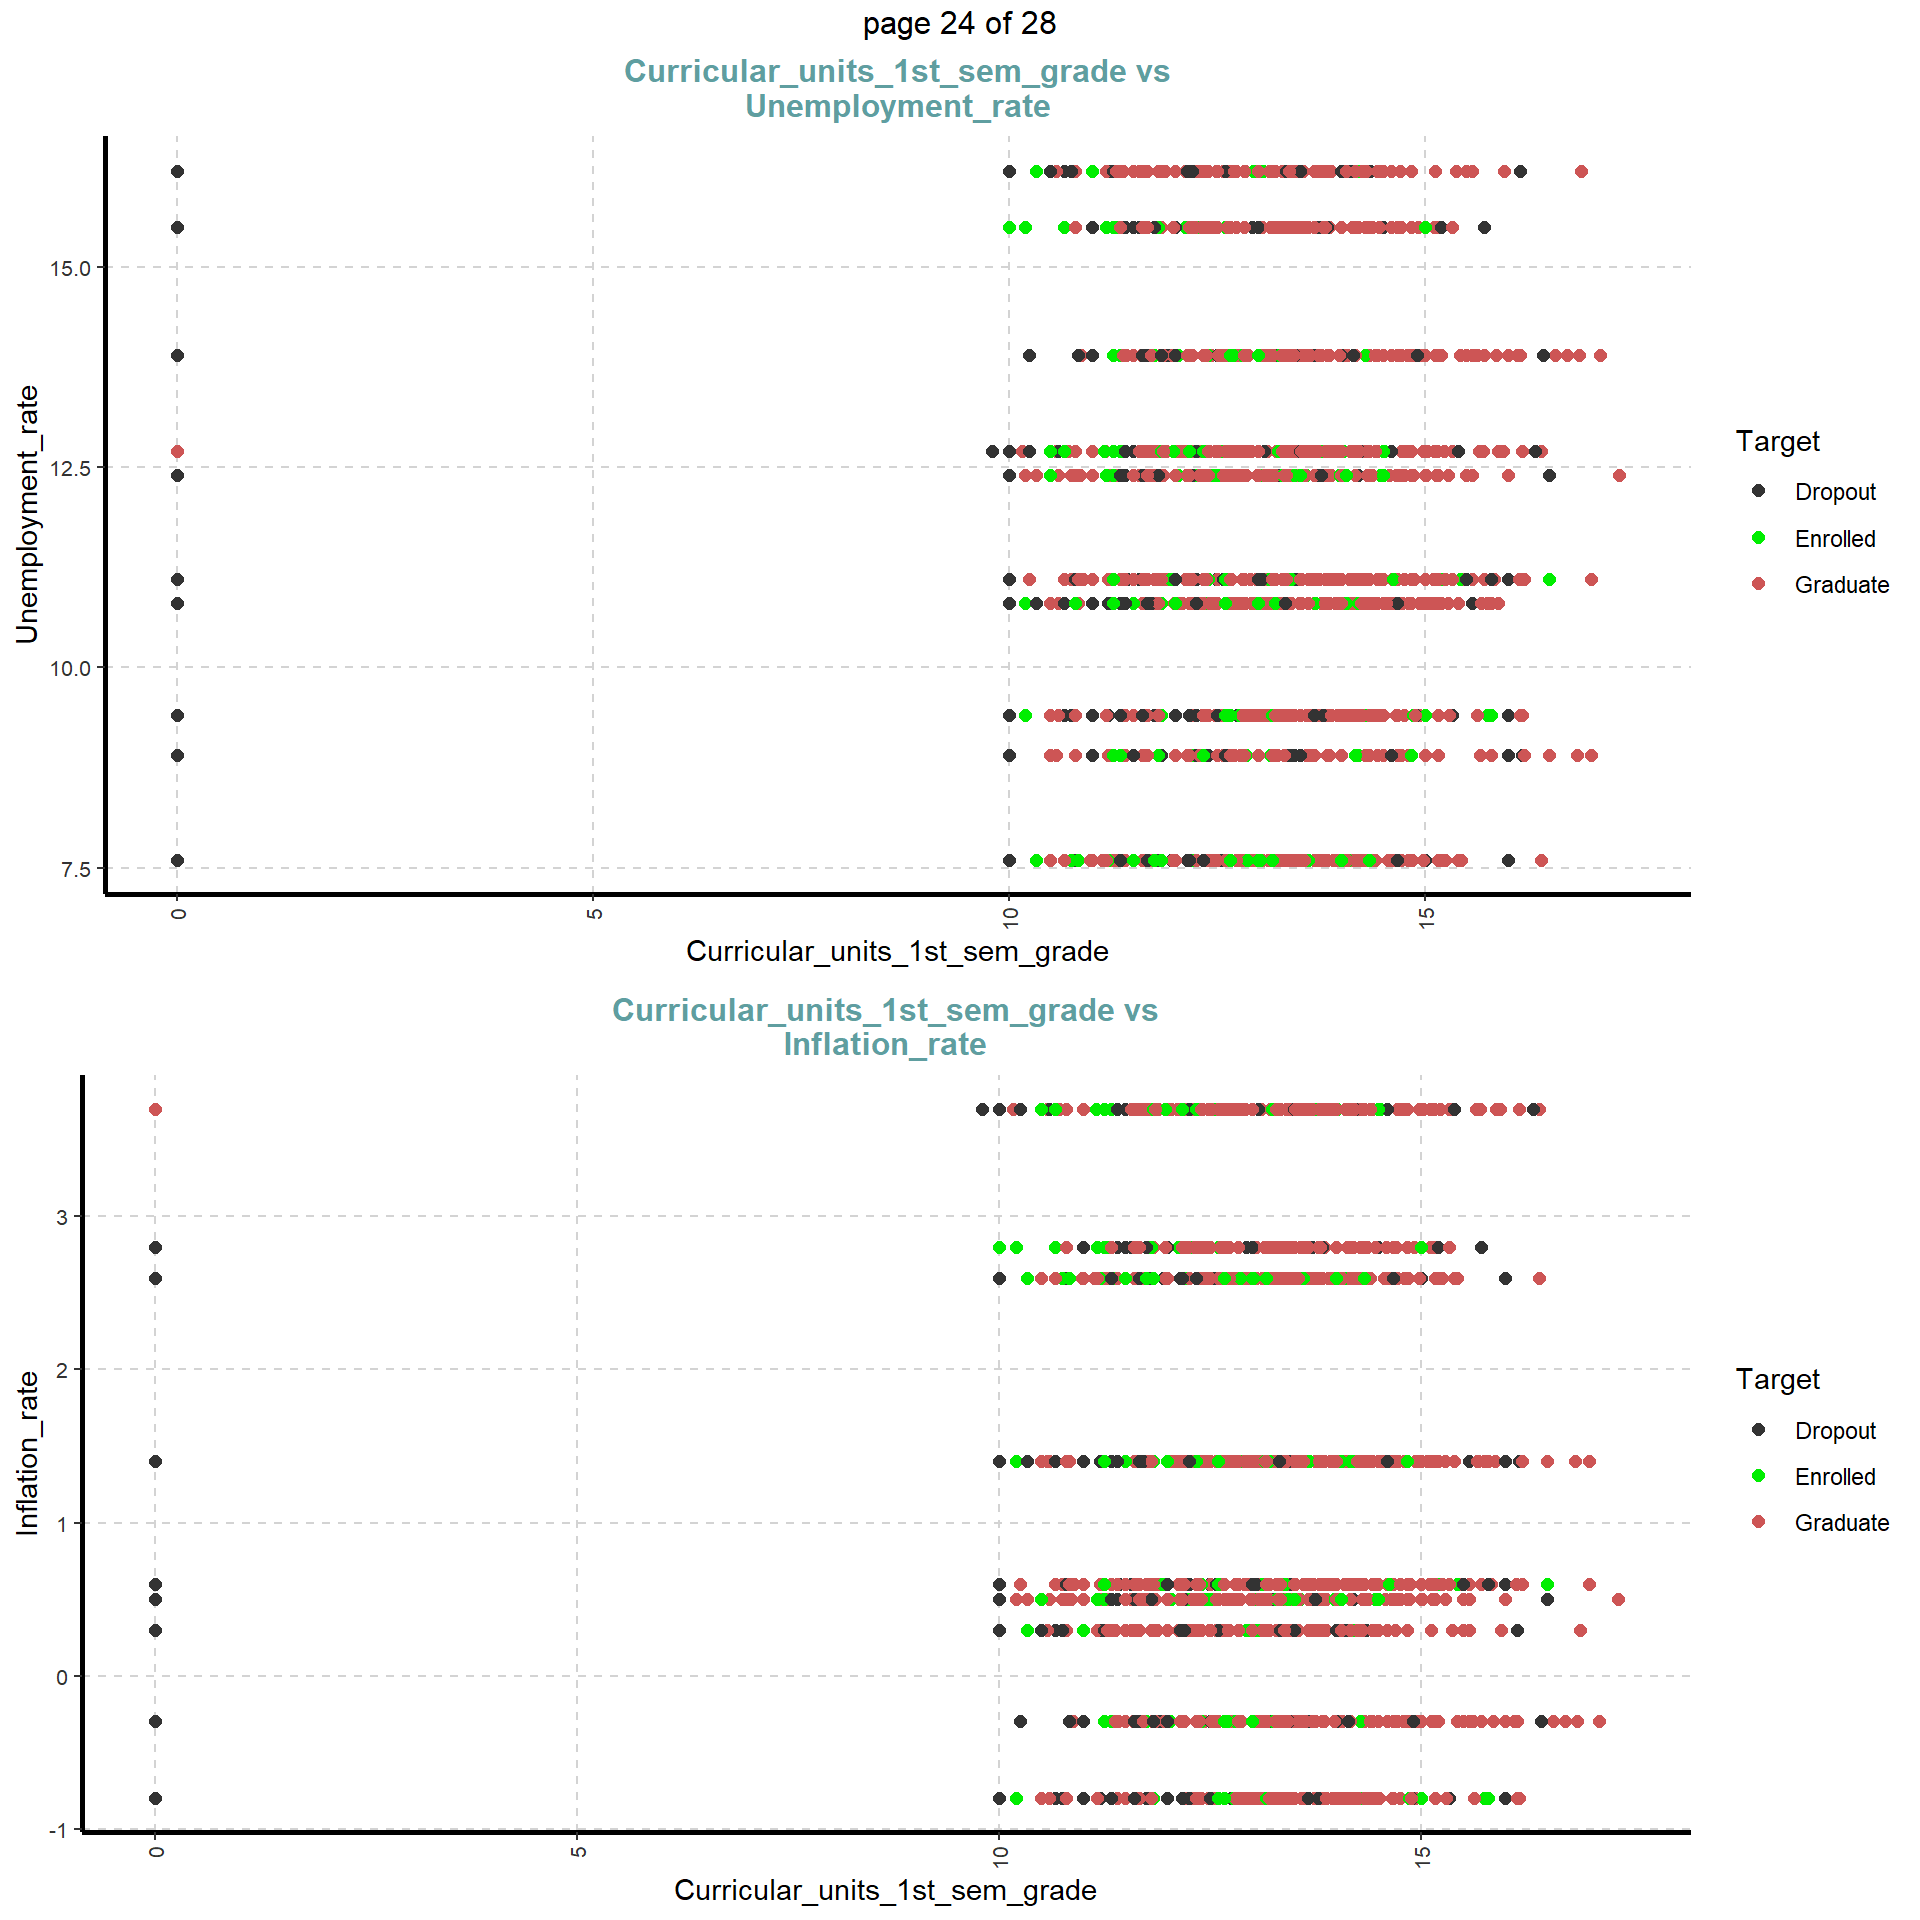 page 24 of 28
Curricular_units_1st_sem_grade vs
Unemployment_rate
Unemployment_rate
15.0
12.5
10.0
7.5
0
5
10
15
Curricular_units_1st_sem_grade
Target
Dropout
Enrolled
Graduate
Curricular_units_1st_sem_grade vs
Inflation_rate
Inflation_rate
3
2
1
0
-1
0
5
10
15
Curricular_units_1st_sem_grade
Target
Dropout
Enrolled
Graduate